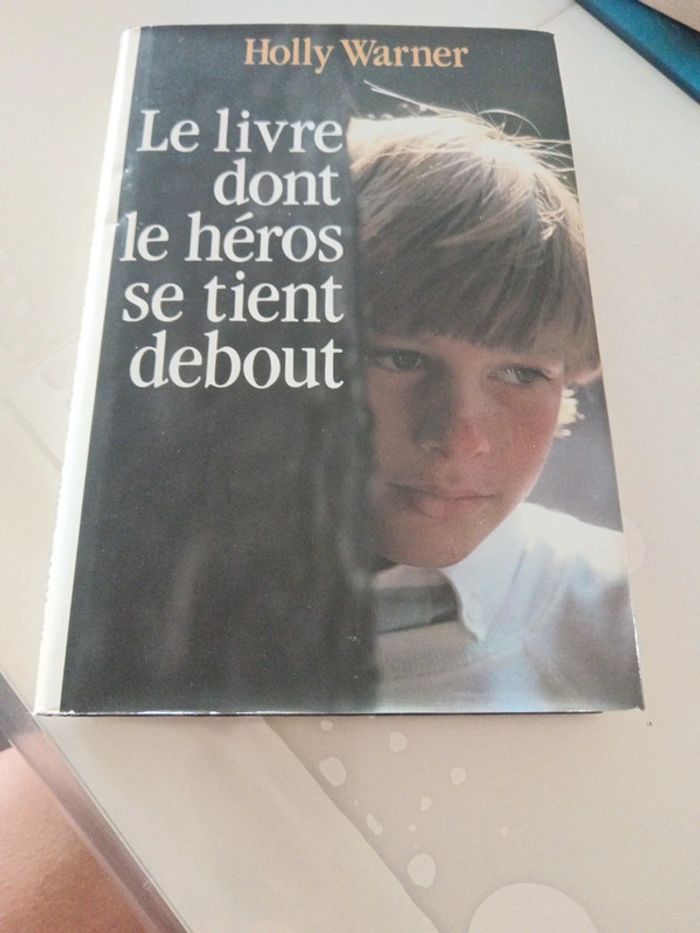 Holly Warner
Le livre
dont
le héros
se tient
debout